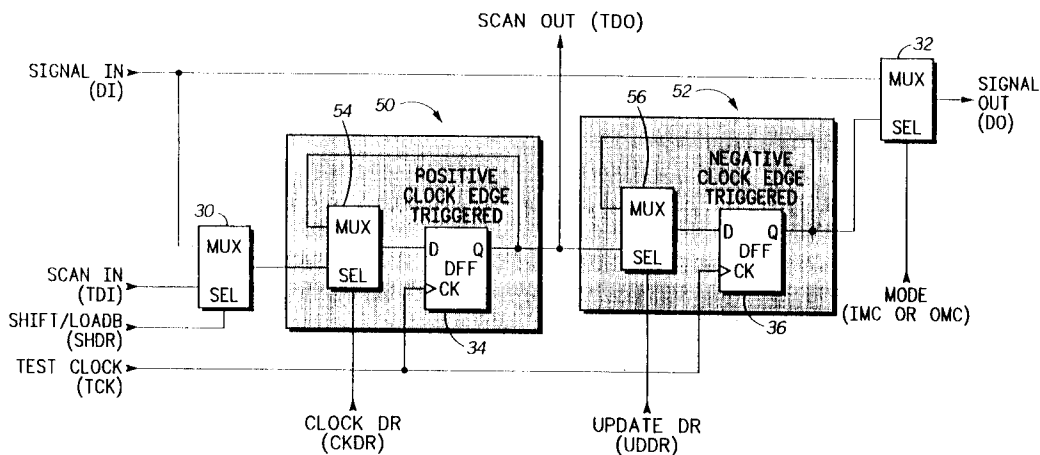 SCAN OUT (TDO)
SIGNAL IN
(DI)
32
MUX
SEL
SIGNAL
OUT
(DO)
50
54
POSITIVE
CLOCK EDGE
TRIGGERED
MUX
SEL
D Q
DFF
CK
34
52
56
NEGATIVE
CLOCK EDGE
TRIGGERED
MUX
SEL
D Q
DFF
CK
36
30
MUX
SEL
SCAN IN
(TDI)
SHIFT/LOADB
(SHDR)
TEST CLOCK
(TCK)
MODE
(IMC OR OMC)
CLOCK DR
(CKDR)
UPDATE DR
(UDDR)